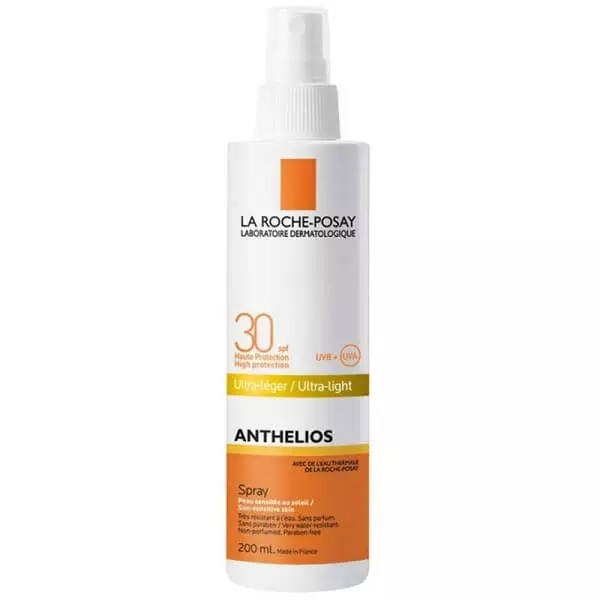 LA ROCHE-POSAY
LABORATOIRE DERMATOLOGIQUE
30 spf
Haute Protection
High protection
UVB + UVA
Ultra-léger / Ultra-light
ANTHELIOS
AVEC DE L'EAU THERMALE
DE LA ROCHE-POSAY
Spray
Peau sensible au soleil /
Sun-sensitive skin
Très résistant à l'eau. Sans parfum.
Sans paraben / Very water-resistant.
Non-perfumed. Paraben-free
200 ml. Made in France